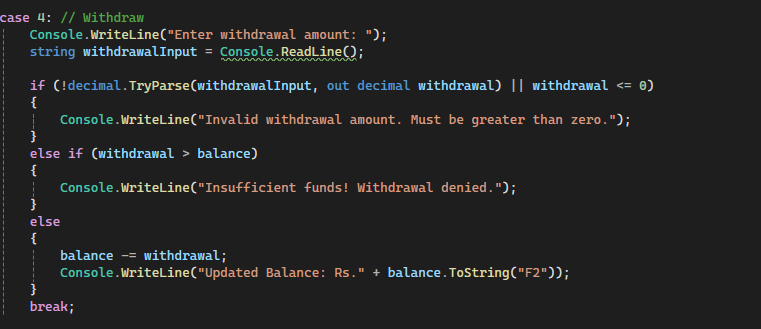 case 4: // Withdraw
Console.WriteLine("Enter withdrawal amount: ");
string withdrawalInput = Console.ReadLine();
if (!decimal.TryParse(withdrawalInput, out decimal withdrawal) || withdrawal <= 0)
{
Console.WriteLine("Invalid withdrawal amount. Must be greater than zero.");
}
else if (withdrawal > balance)
{
Console.WriteLine("Insufficient funds! Withdrawal denied.");
}
else
{
balance -= withdrawal;
Console.WriteLine("Updated Balance: Rs." + balance.ToString("F2"));
}
break;